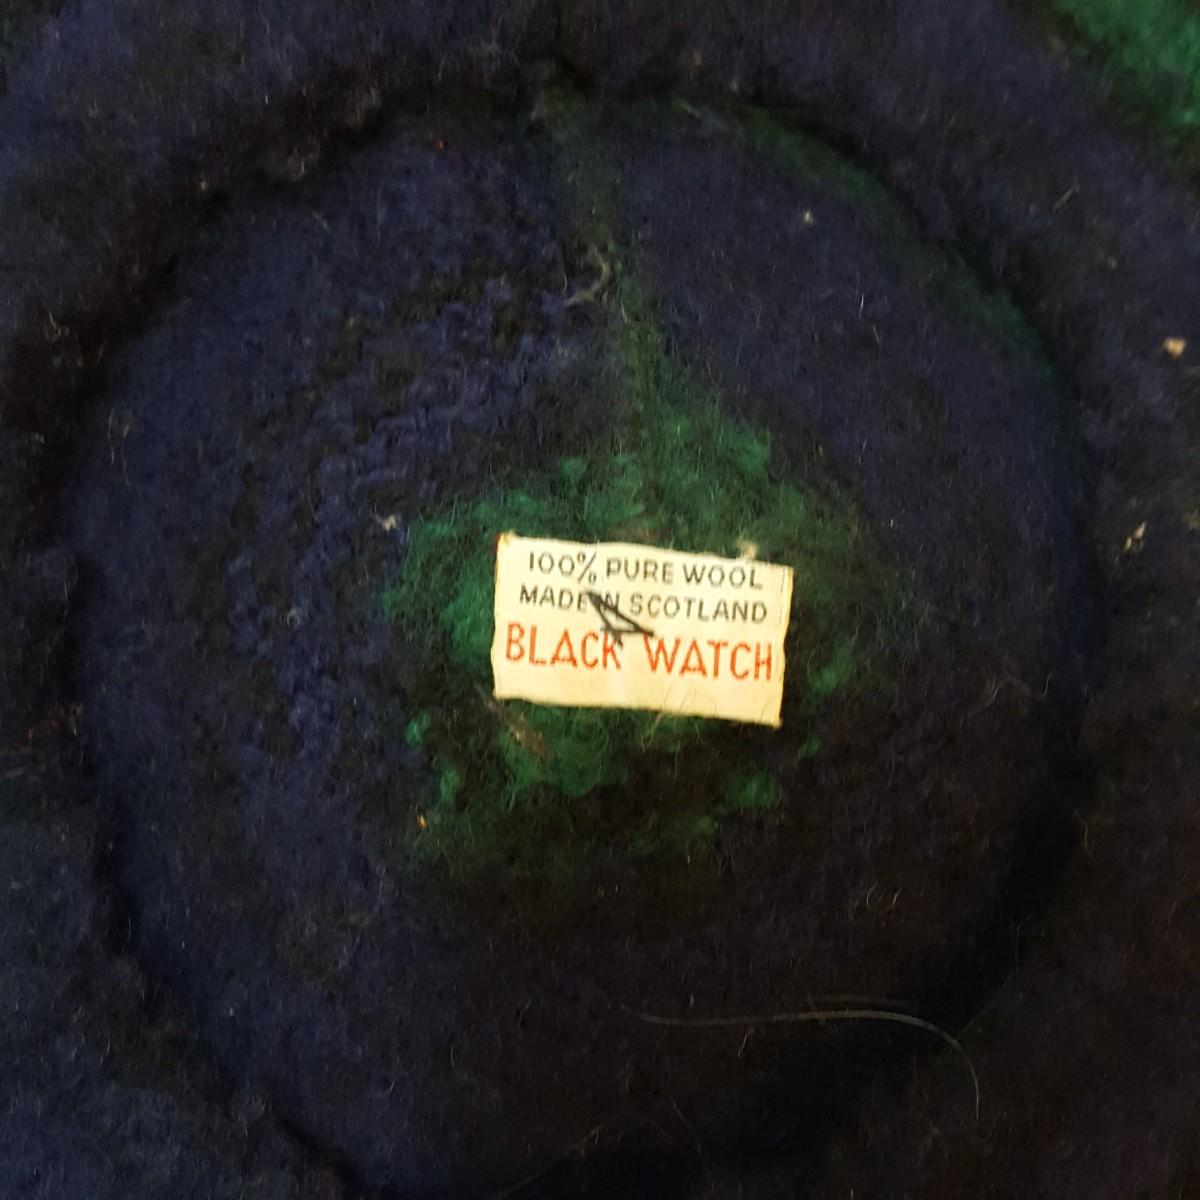 100% PURE WOOL
MADE IN SCOTLAND
BLACK WATCH